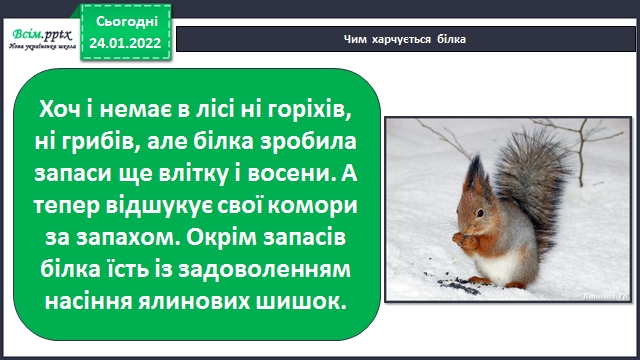 Всім.pptx
Нова українська школа
Сьогодні
24.01.2022
Чим харчується білка
Хоч і немає в лісі ні горіхів,
ні грибів, але білка зробила
запаси ще влітку і восени. А
тепер відшукує свої комори
за запахом. Окрім запасів
білка їсть із задоволенням
насіння ялинових шишок.